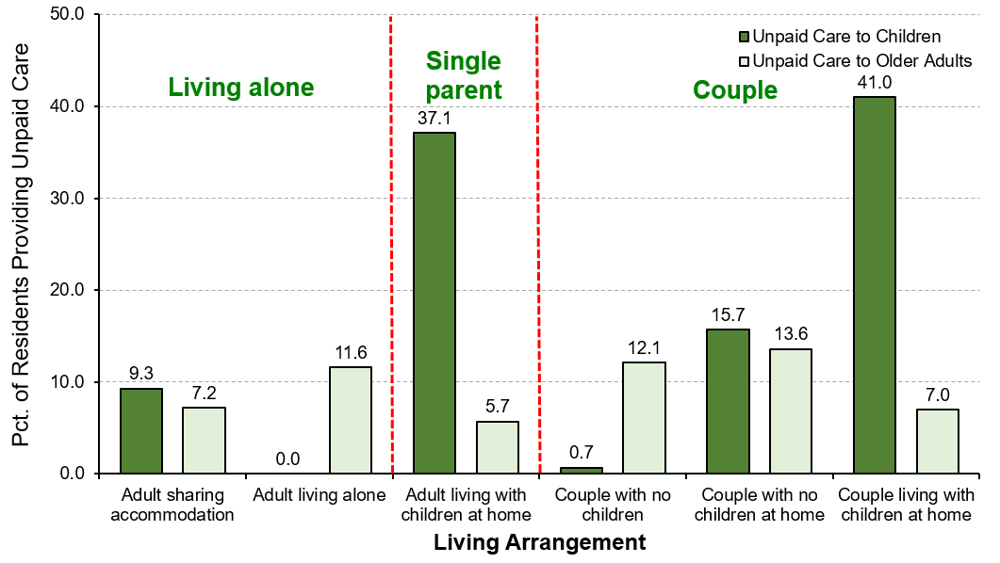 Pct. of Residents Providing Unpaid Care
50.0
40.0
30.0
20.0
10.0
0.0
Unpaid Care to Children
Unpaid Care to Older Adults
Living alone
Single
parent
Couple
9.3
7.2
0.0
11.6
37.1
5.7
0.7
12.1
15.7
13.6
41.0
7.0
Adult sharing
accommodation
Adult living alone
Adult living with
children at home
Couple with no
children
Couple with no
children at home
Couple living with
children at home
Living Arrangement